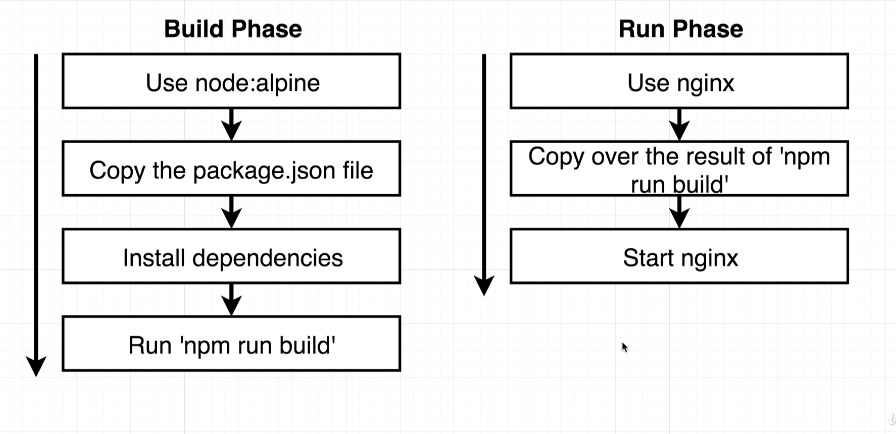 Build Phase
Use node:alpine
Copy the package.json file
Install dependencies
Run 'npm run build'
Run Phase
Use nginx
Copy over the result of 'npm
run build'
Start nginx